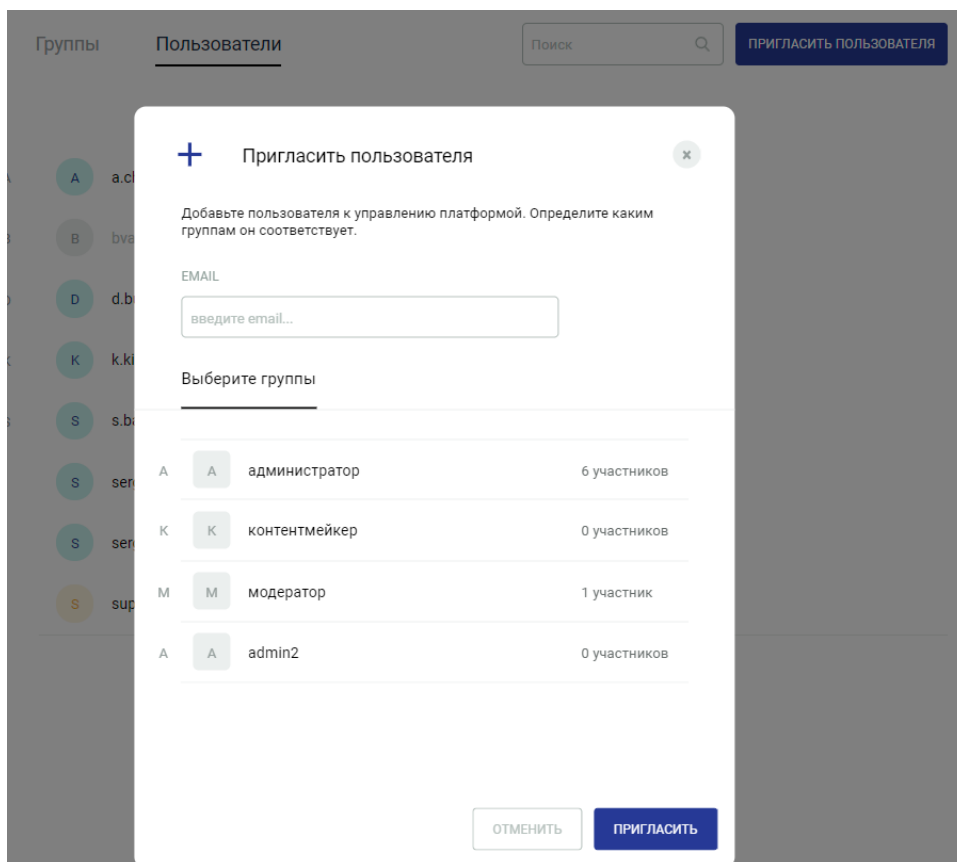 Группы
Пользователи
Поиск
ПРИГЛАСИТЬ ПОЛЬЗОВАТЕЛЯ
Пригласить пользователя
Добавьте пользователя к управлению платформой. Определите каким
группам он соответствует.
EMAIL
введите email...
Выберите группы
A A администратор 6 участников
К К контентмейкер 0 участников
М М модератор 1 участник
A A admin2 0 участников
ОТМЕНИТЬ
ПРИГЛАСИТЬ
A
B
B
D
K
K k.ki
S
S
S
S
S